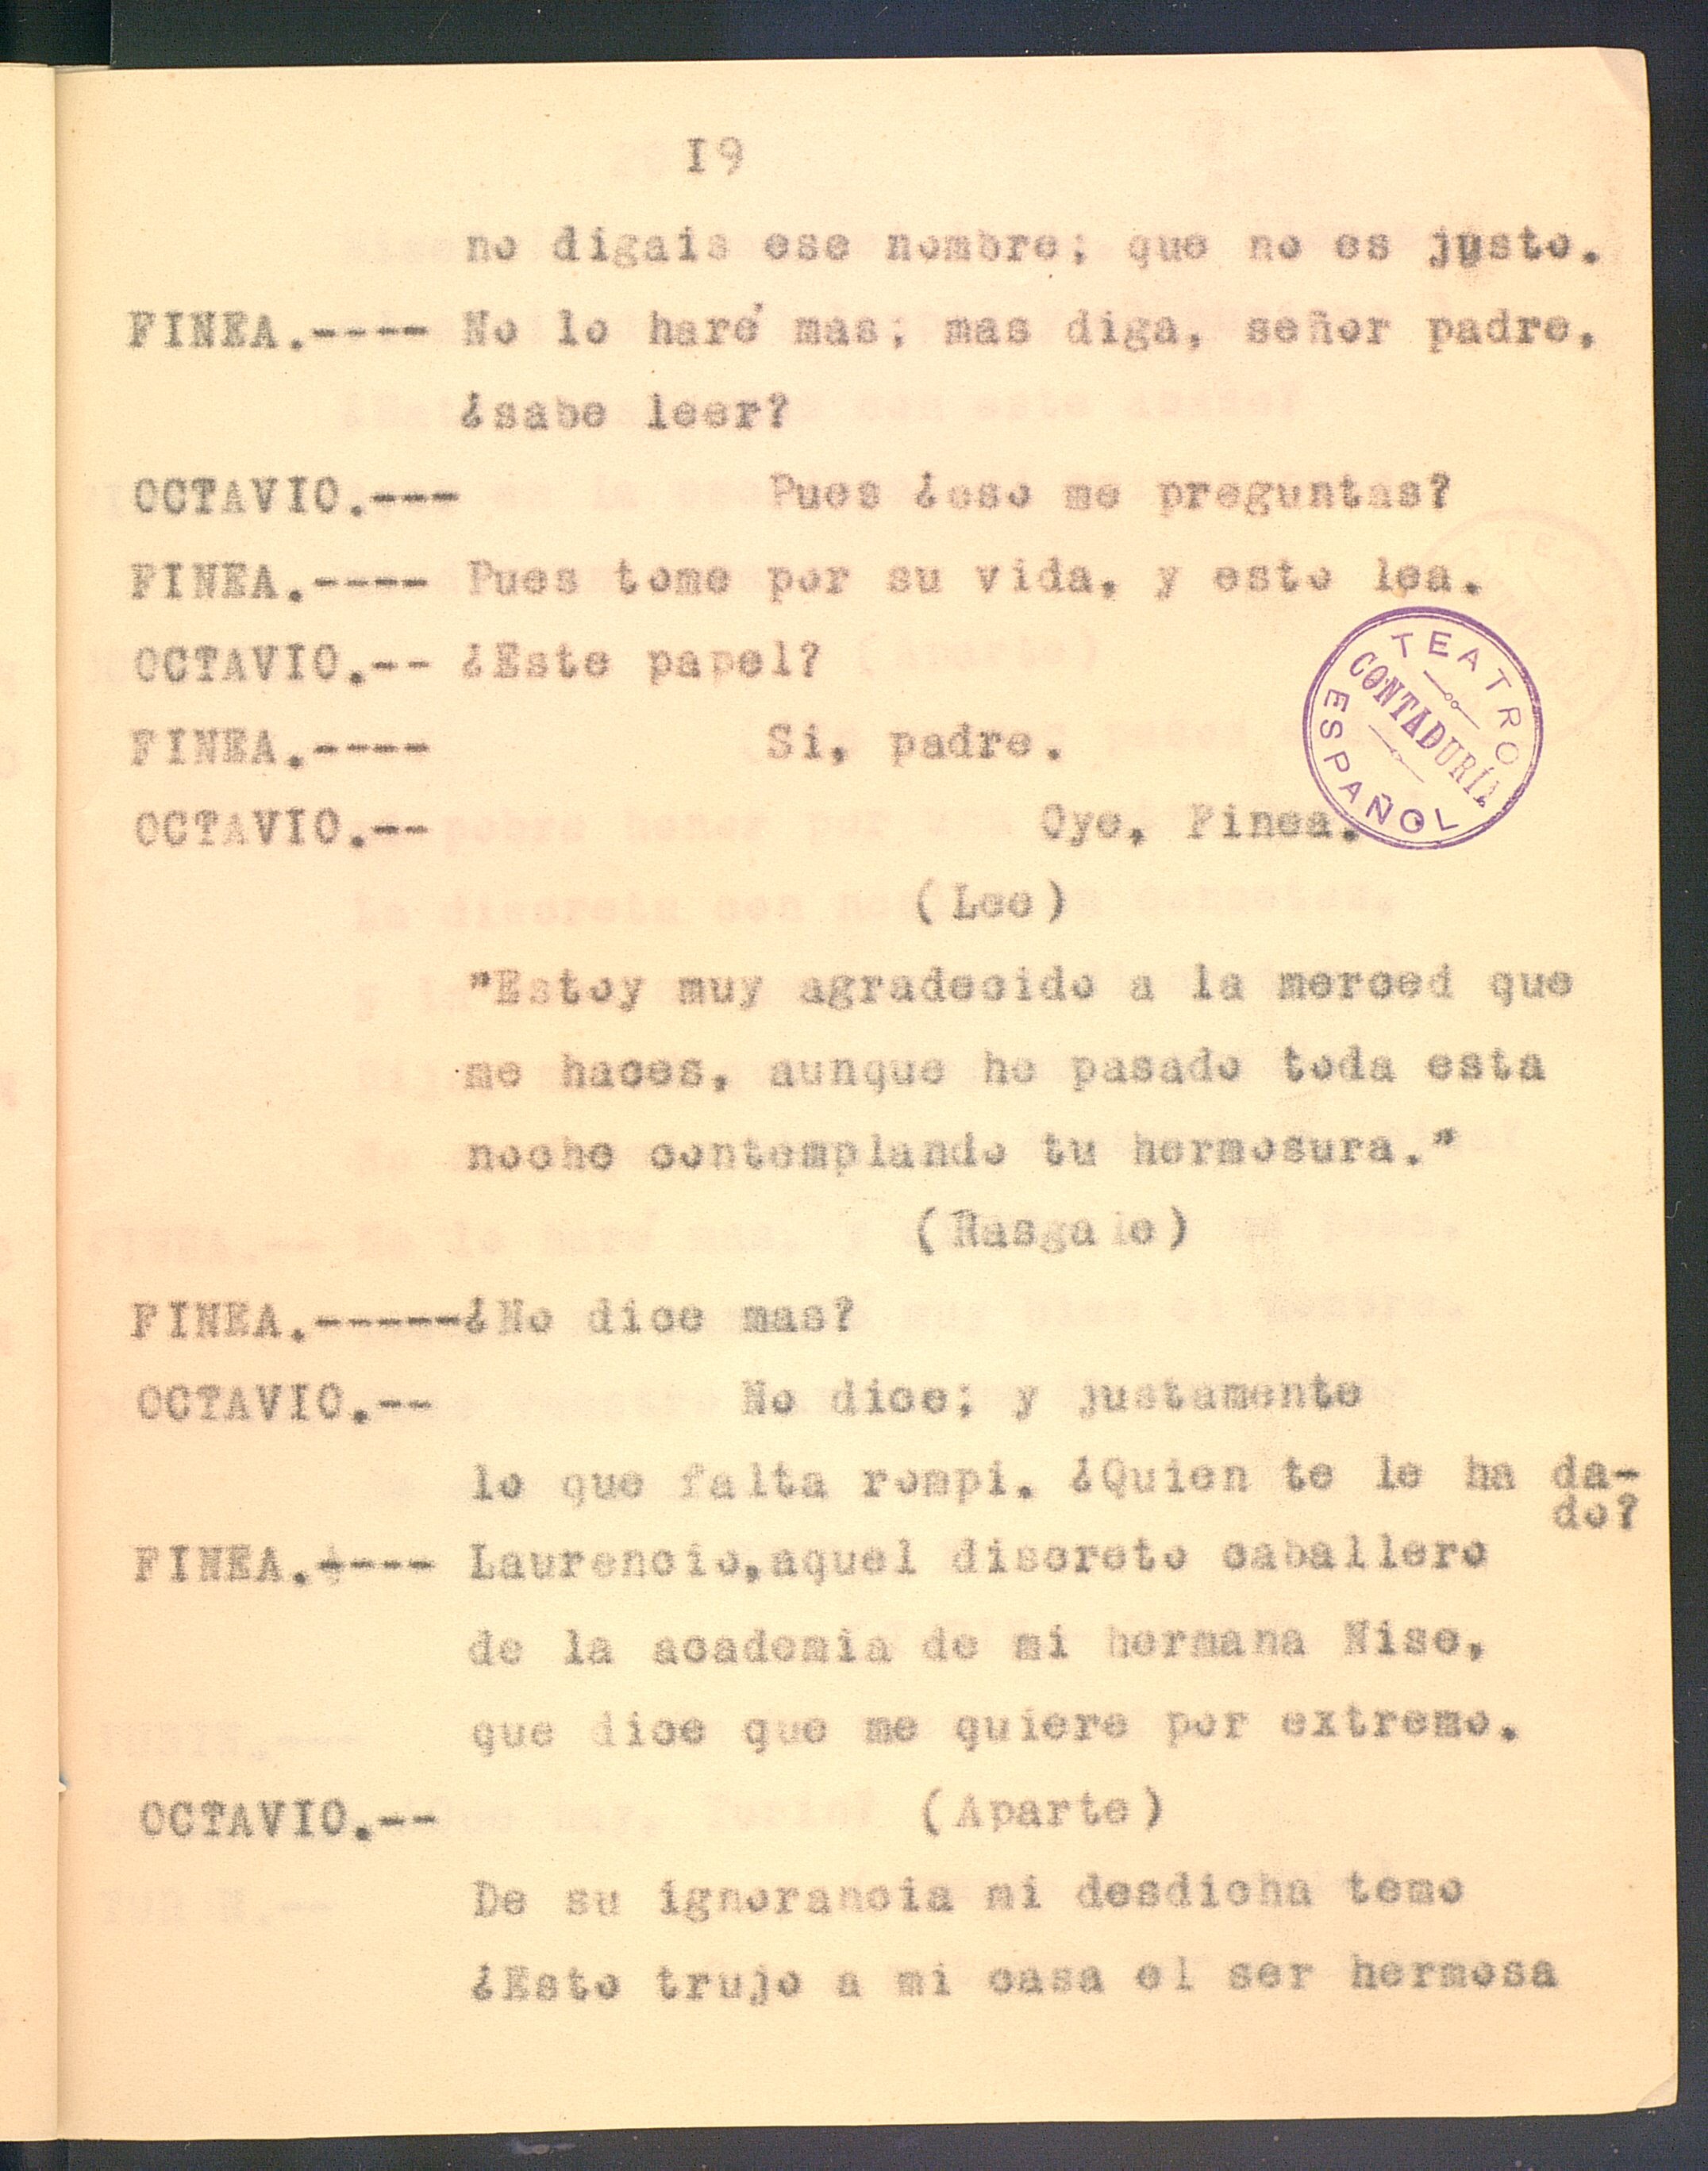 I9
no digais ese nombre; que no es justo.
FINEA.---- No lo haré mas; mas diga, señor padre,
¿sabe leer?
OCTAVIO.--- Pues ¿eso me preguntas?
FINEA.---- Pues tome por su vida, y esto lea.
OCTAVIO.-- ¿Este papel?
FINEA.---- Si, padre.
OCTAVIO.-- Oye, Finea.
TEATRO ESPAÑOL
CONTADURÍA
(Lee)
"Estoy muy agradecido a la merced que
me haces, aunque he pasado toda esta
noche contemplando tu hermosura."
(Rasgale)
FINEA.-----¿No dice mas?
OCTAVIO.-- No dice; y justamente
lo que falta rompi. ¿Quien te le ha da-
do?
FINEA.---- Laurencio,aquel discreto caballero
de la academia de mi hermana Nise,
que dice que me quiere por extremo.
OCTAVIO.-- (Aparte)
De su ignorancia mi desdicha temo
¿Esto trujo a mi casa el ser hermosa